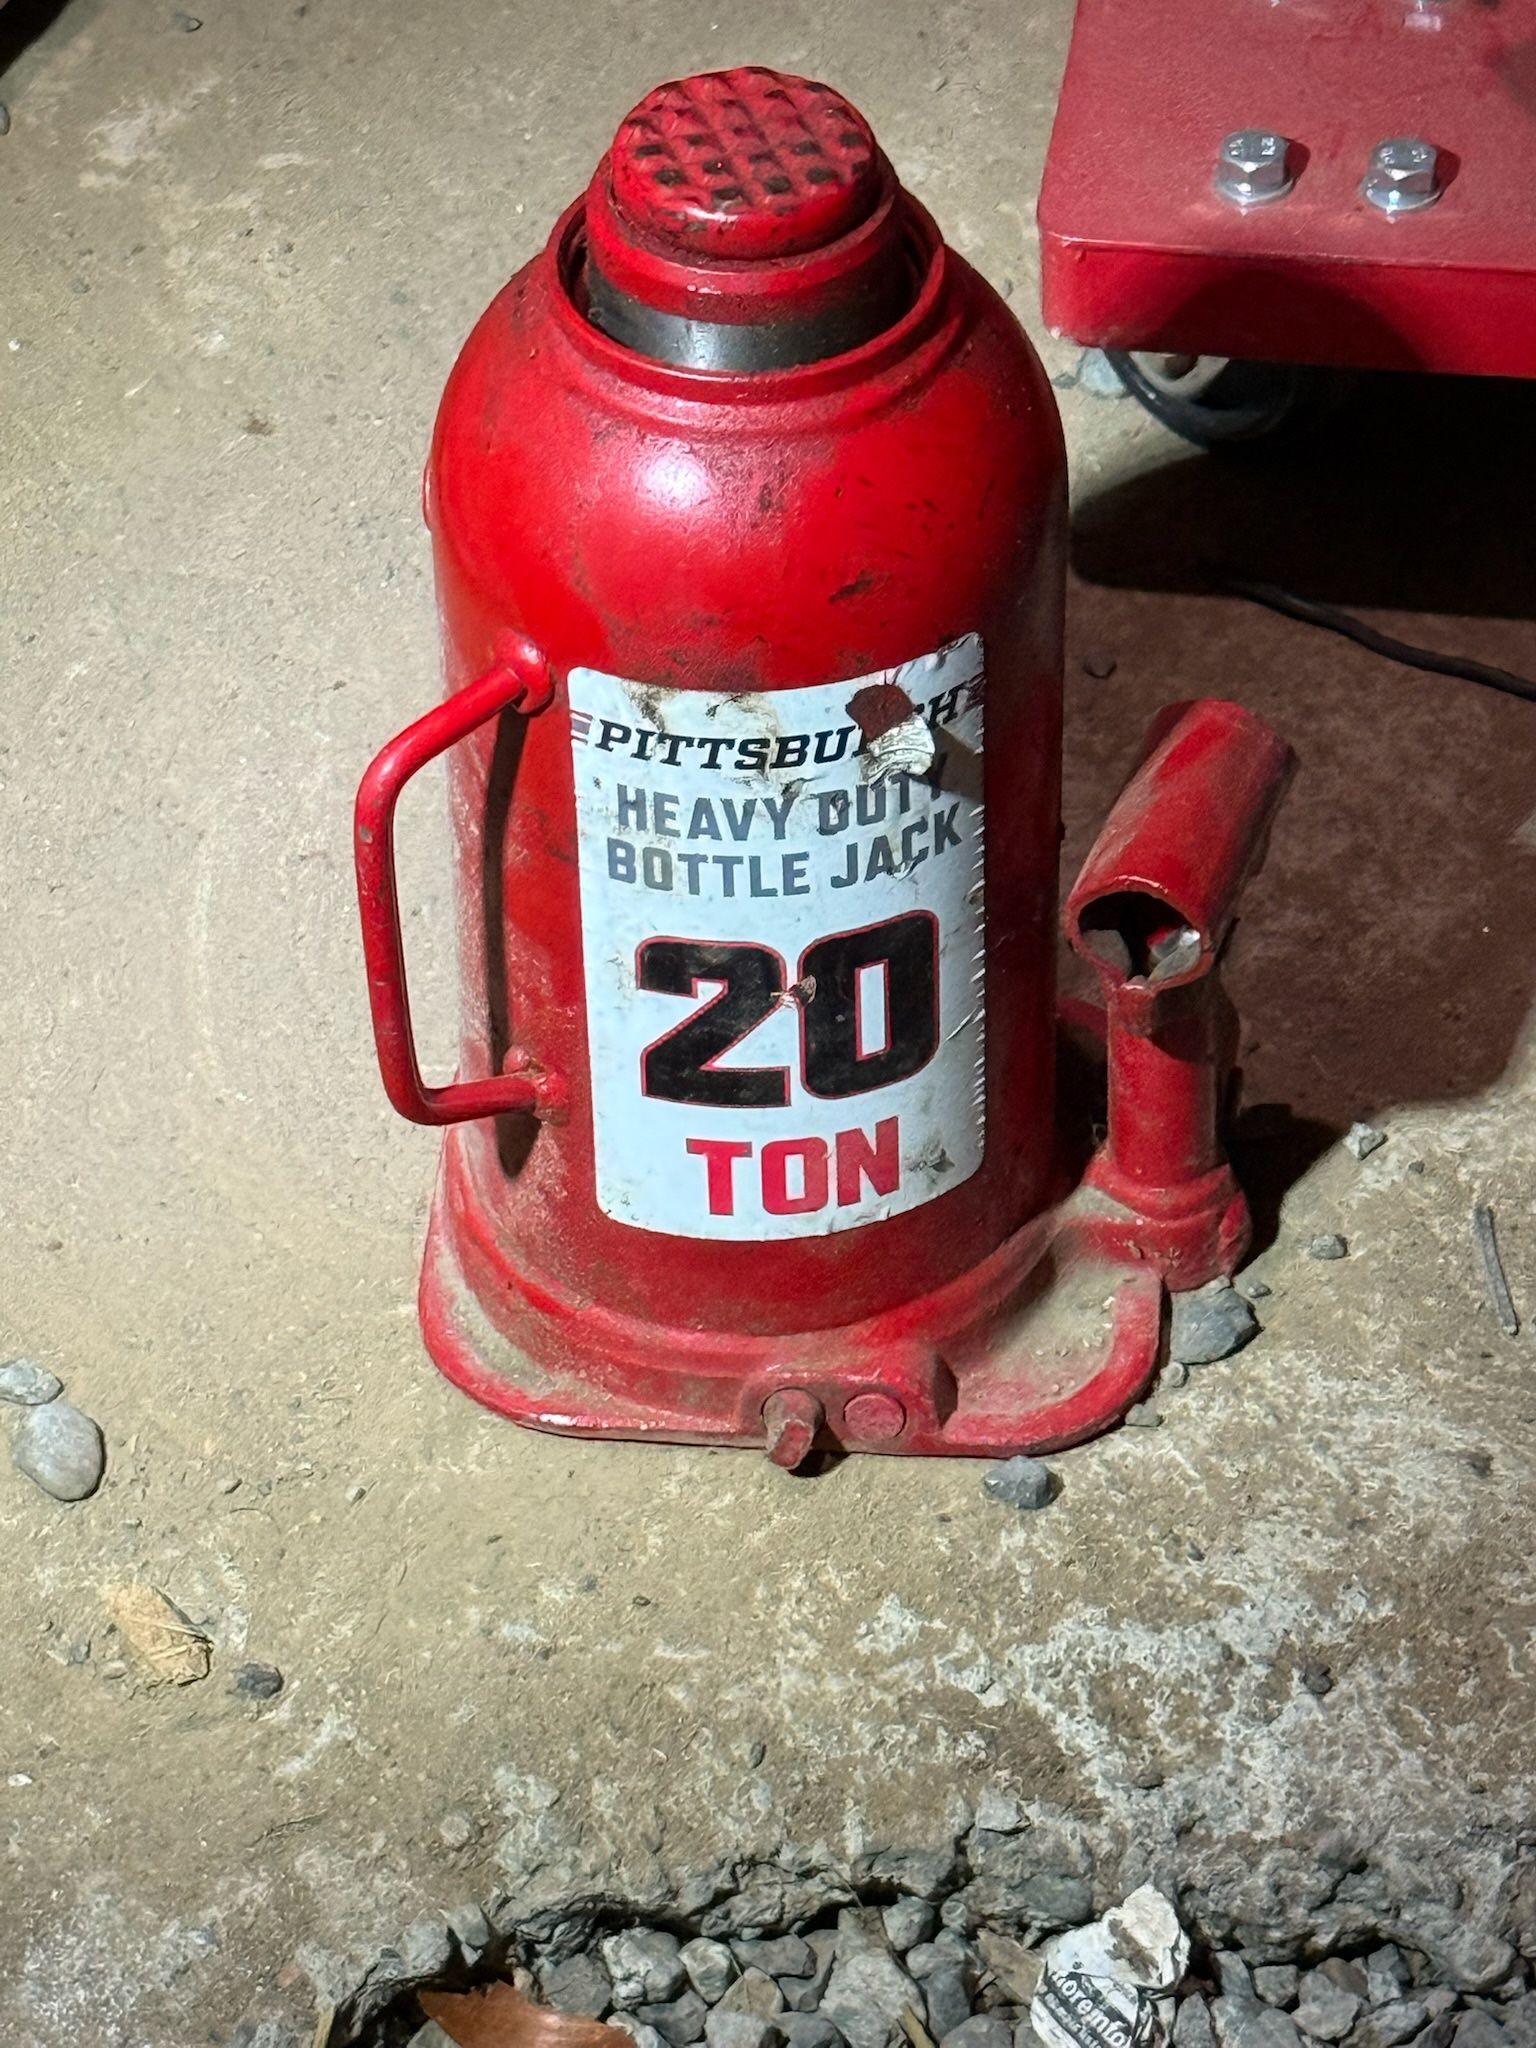 PITTSBURGH
HEAVY DUTY
BOTTLE JACK
20
TON